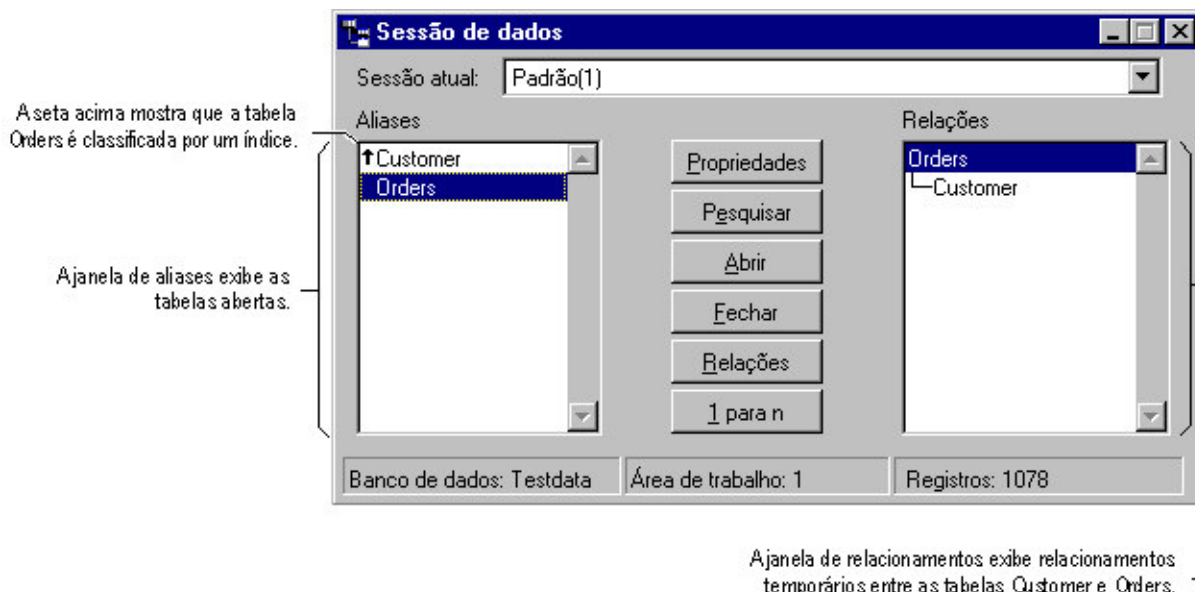 Sessão de dados
Sessão atual: Padrão(1)
A seta acima mostra que a tabela
Orders é classificada por um índice.
Aliases
Customer
Orders
A janela de aliases exibe as
tabelas abertas.
Propriedades
Pesquisar
Abrir
Fechar
Relações
1 para n
Relações
Orders
Customer
Banco de dados: Testdata
Área de trabalho: 1
Registros: 1078
A janela de relacionamentos exibe relacionamentos
temporários entre as tabelas Customer e Orders.